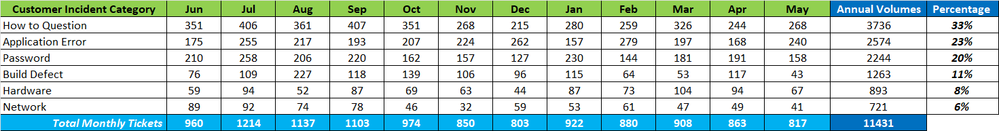 Customer Incident Category Jun Jul Aug Sep Oct Nov Dec Jan Feb Mar Apr May Annual Volumes Percentage
How to Question 351 406 361 407 351 268 215 280 259 326 244 268 3736 33%
Application Error 175 255 217 193 207 224 262 157 279 197 168 240 2574 23%
Password 210 258 206 220 162 157 127 230 144 181 191 158 2244 20%
Build Defect 76 109 227 118 139 106 96 115 64 53 117 43 1263 11%
Hardware 59 94 52 87 69 63 44 87 73 104 94 67 893 8%
Network 89 92 74 78 46 32 59 53 61 47 49 41 721 6%
Total Monthly Tickets 960 1214 1137 1103 974 850 803 922 880 908 863 817 11431